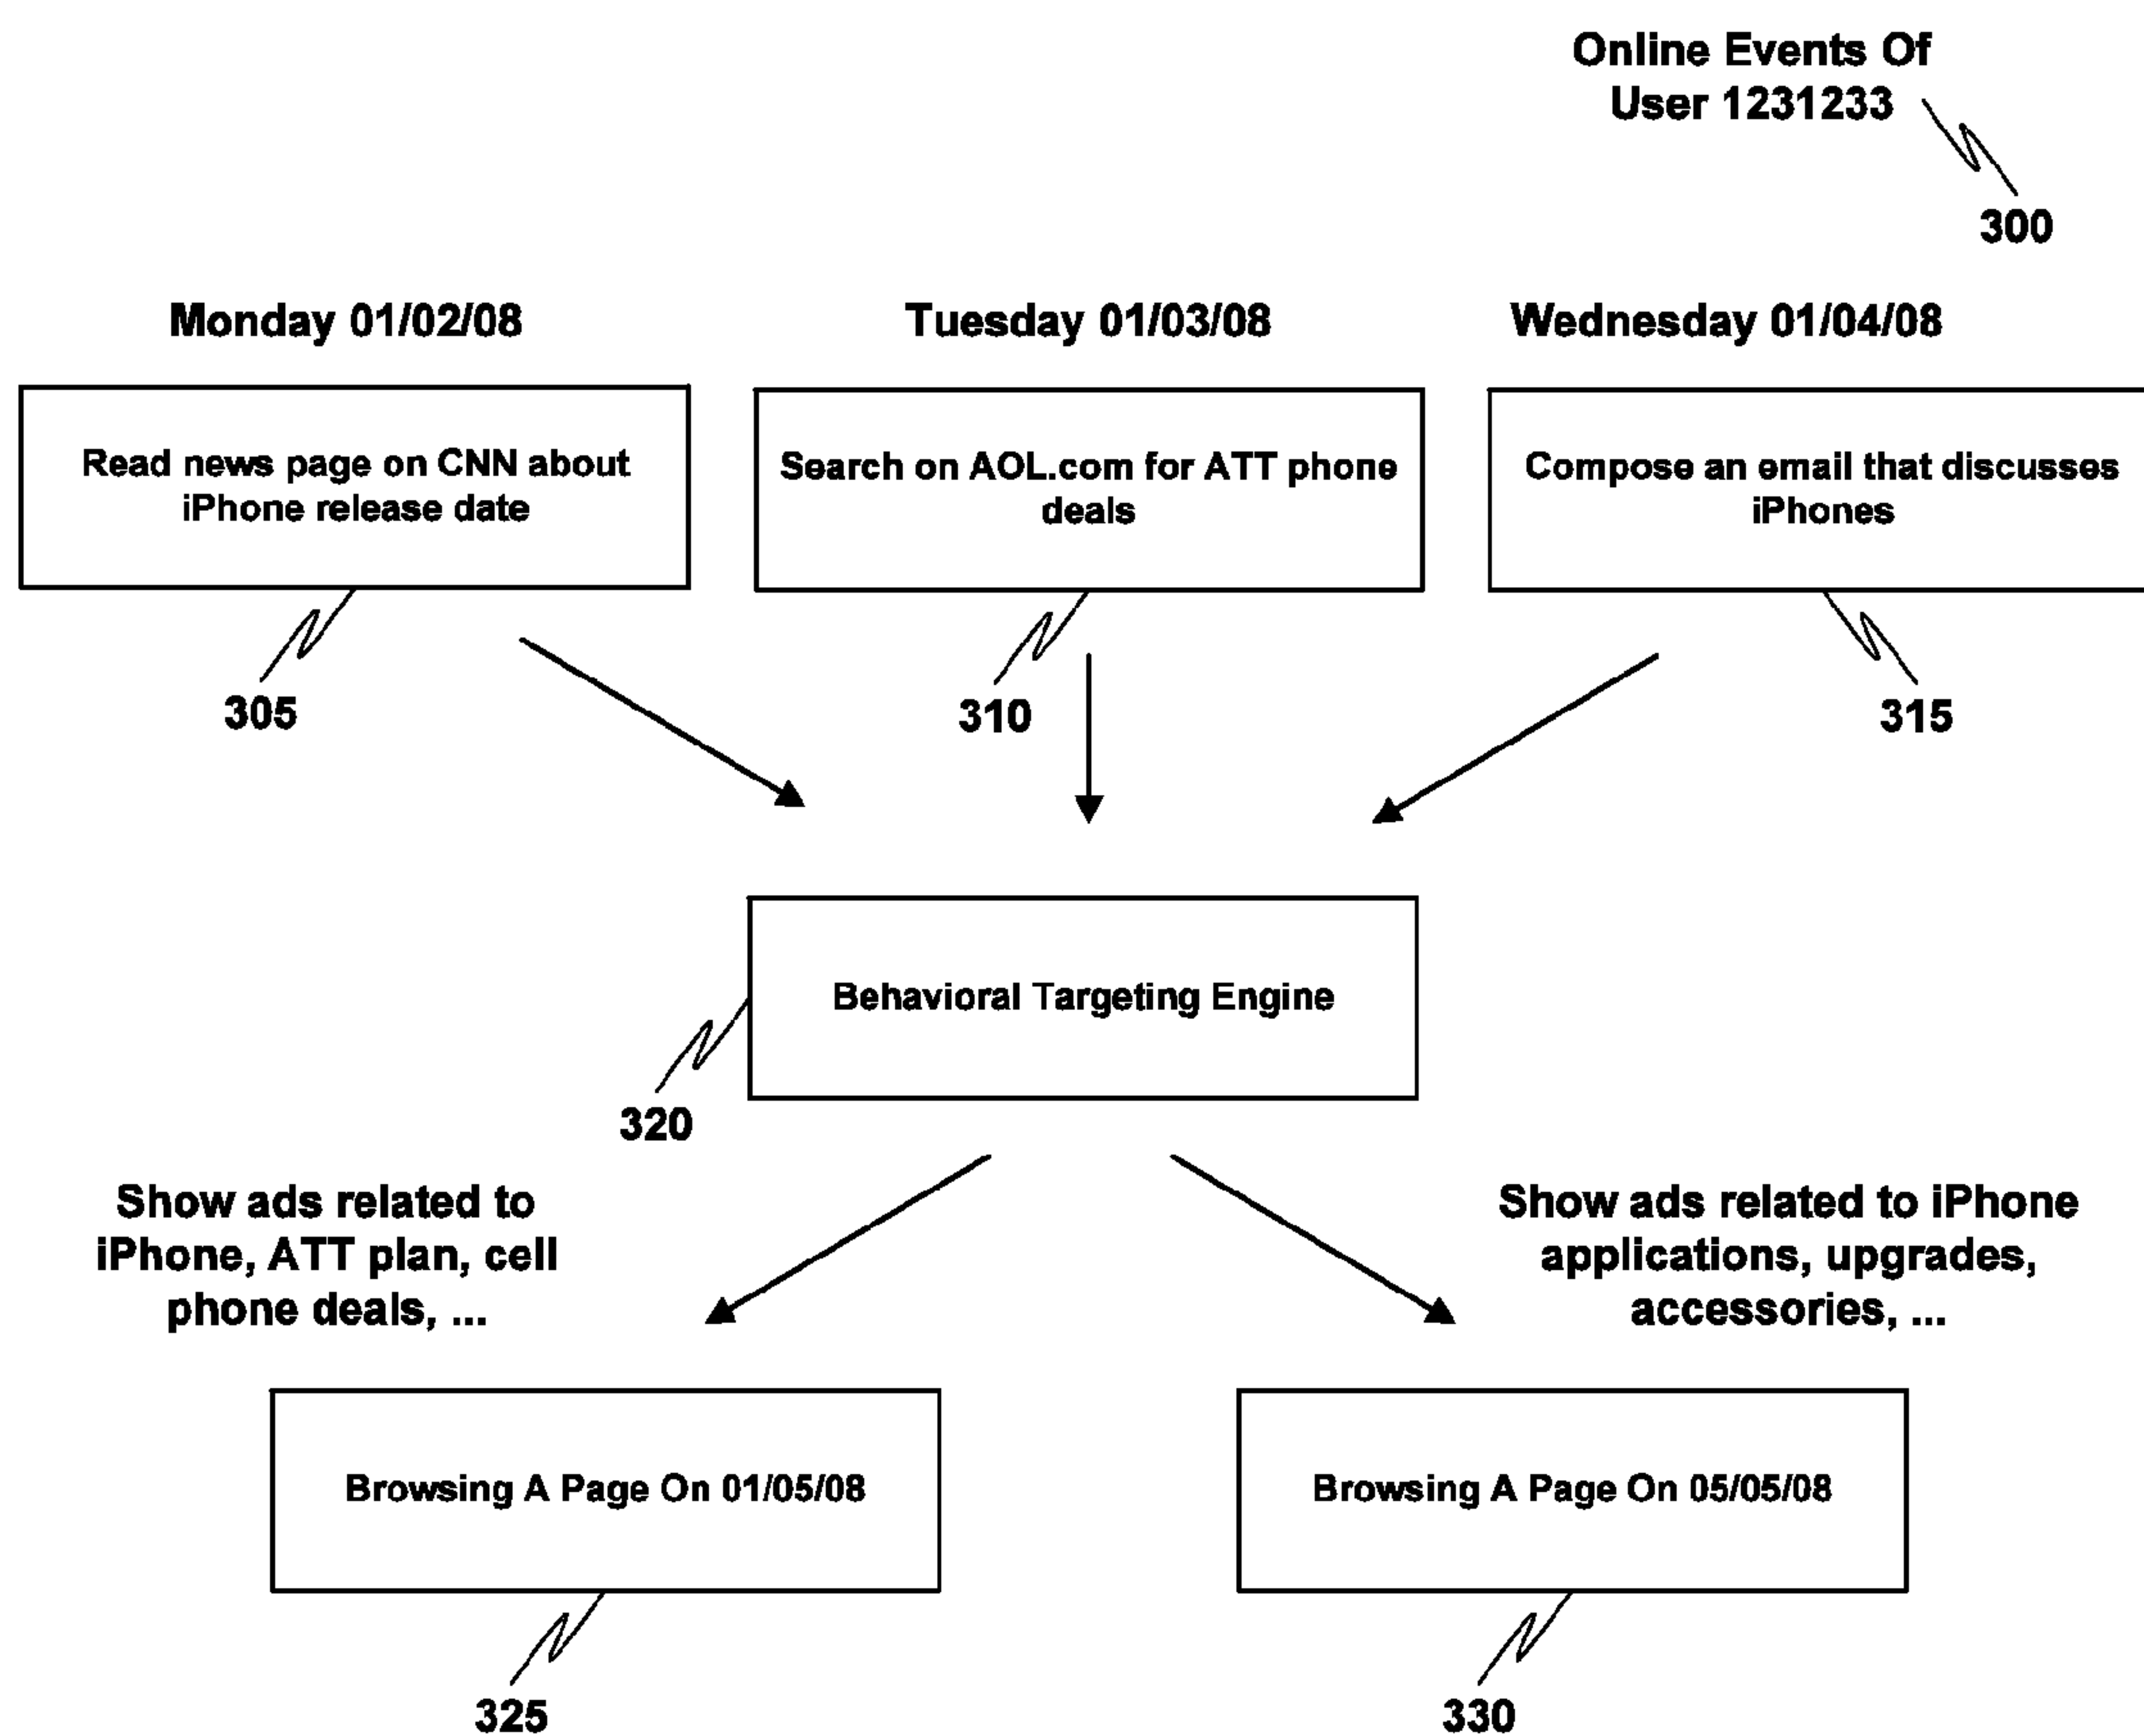 Online Events Of
User 1231233
300
Monday 01/02/08
Tuesday 01/03/08
Wednesday 01/04/08
Read news page on CNN about
iPhone release date
Search on AOL.com for ATT phone
deals
Compose an email that discusses
iPhones
305
310
315
Behavioral Targeting Engine
320
Show ads related to
iPhone, ATT plan, cell
phone deals, ...
Show ads related to iPhone
applications, upgrades,
accessories, ...
Browsing A Page On 01/05/08
Browsing A Page On 05/05/08
325
330